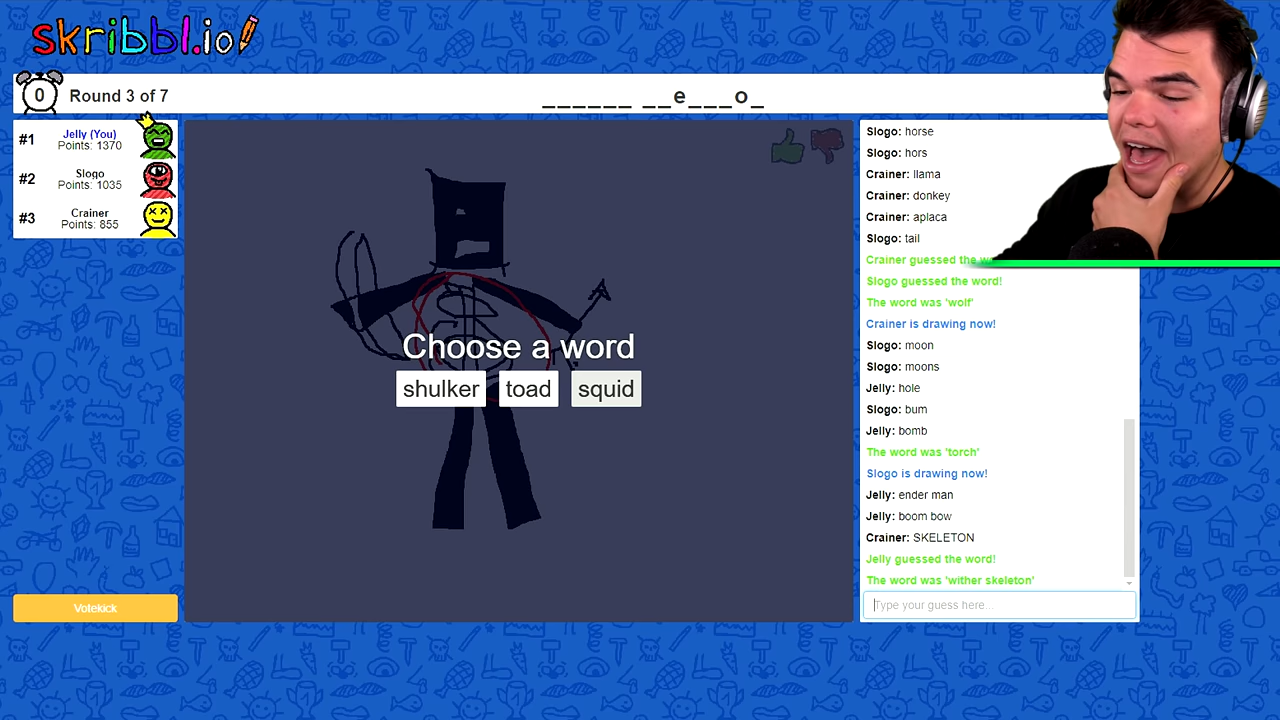 skribbl.io
0
Round 3 of 7
______ __e___o_
#1
Jelly (You)
Points: 1370
#2
Slogo
Points: 1035
#3
Crainer
Points: 855
Choose a word
shulker
toad
squid
Slogo: horse
Slogo: hors
Crainer: llama
Crainer: donkey
Crainer: aplaca
Slogo: tail
Crainer guessed the
Slogo guessed the word!
The word was 'wolf'
Crainer is drawing now!
Slogo: moon
Slogo: moons
Jelly: hole
Slogo: bum
Jelly: bomb
The word was 'torch'
Slogo is drawing now!
Jelly: ender man
Jelly: boom bow
Crainer: SKELETON
Jelly guessed the word!
The word was 'wither skeleton'
Type your guess here...
Votekick